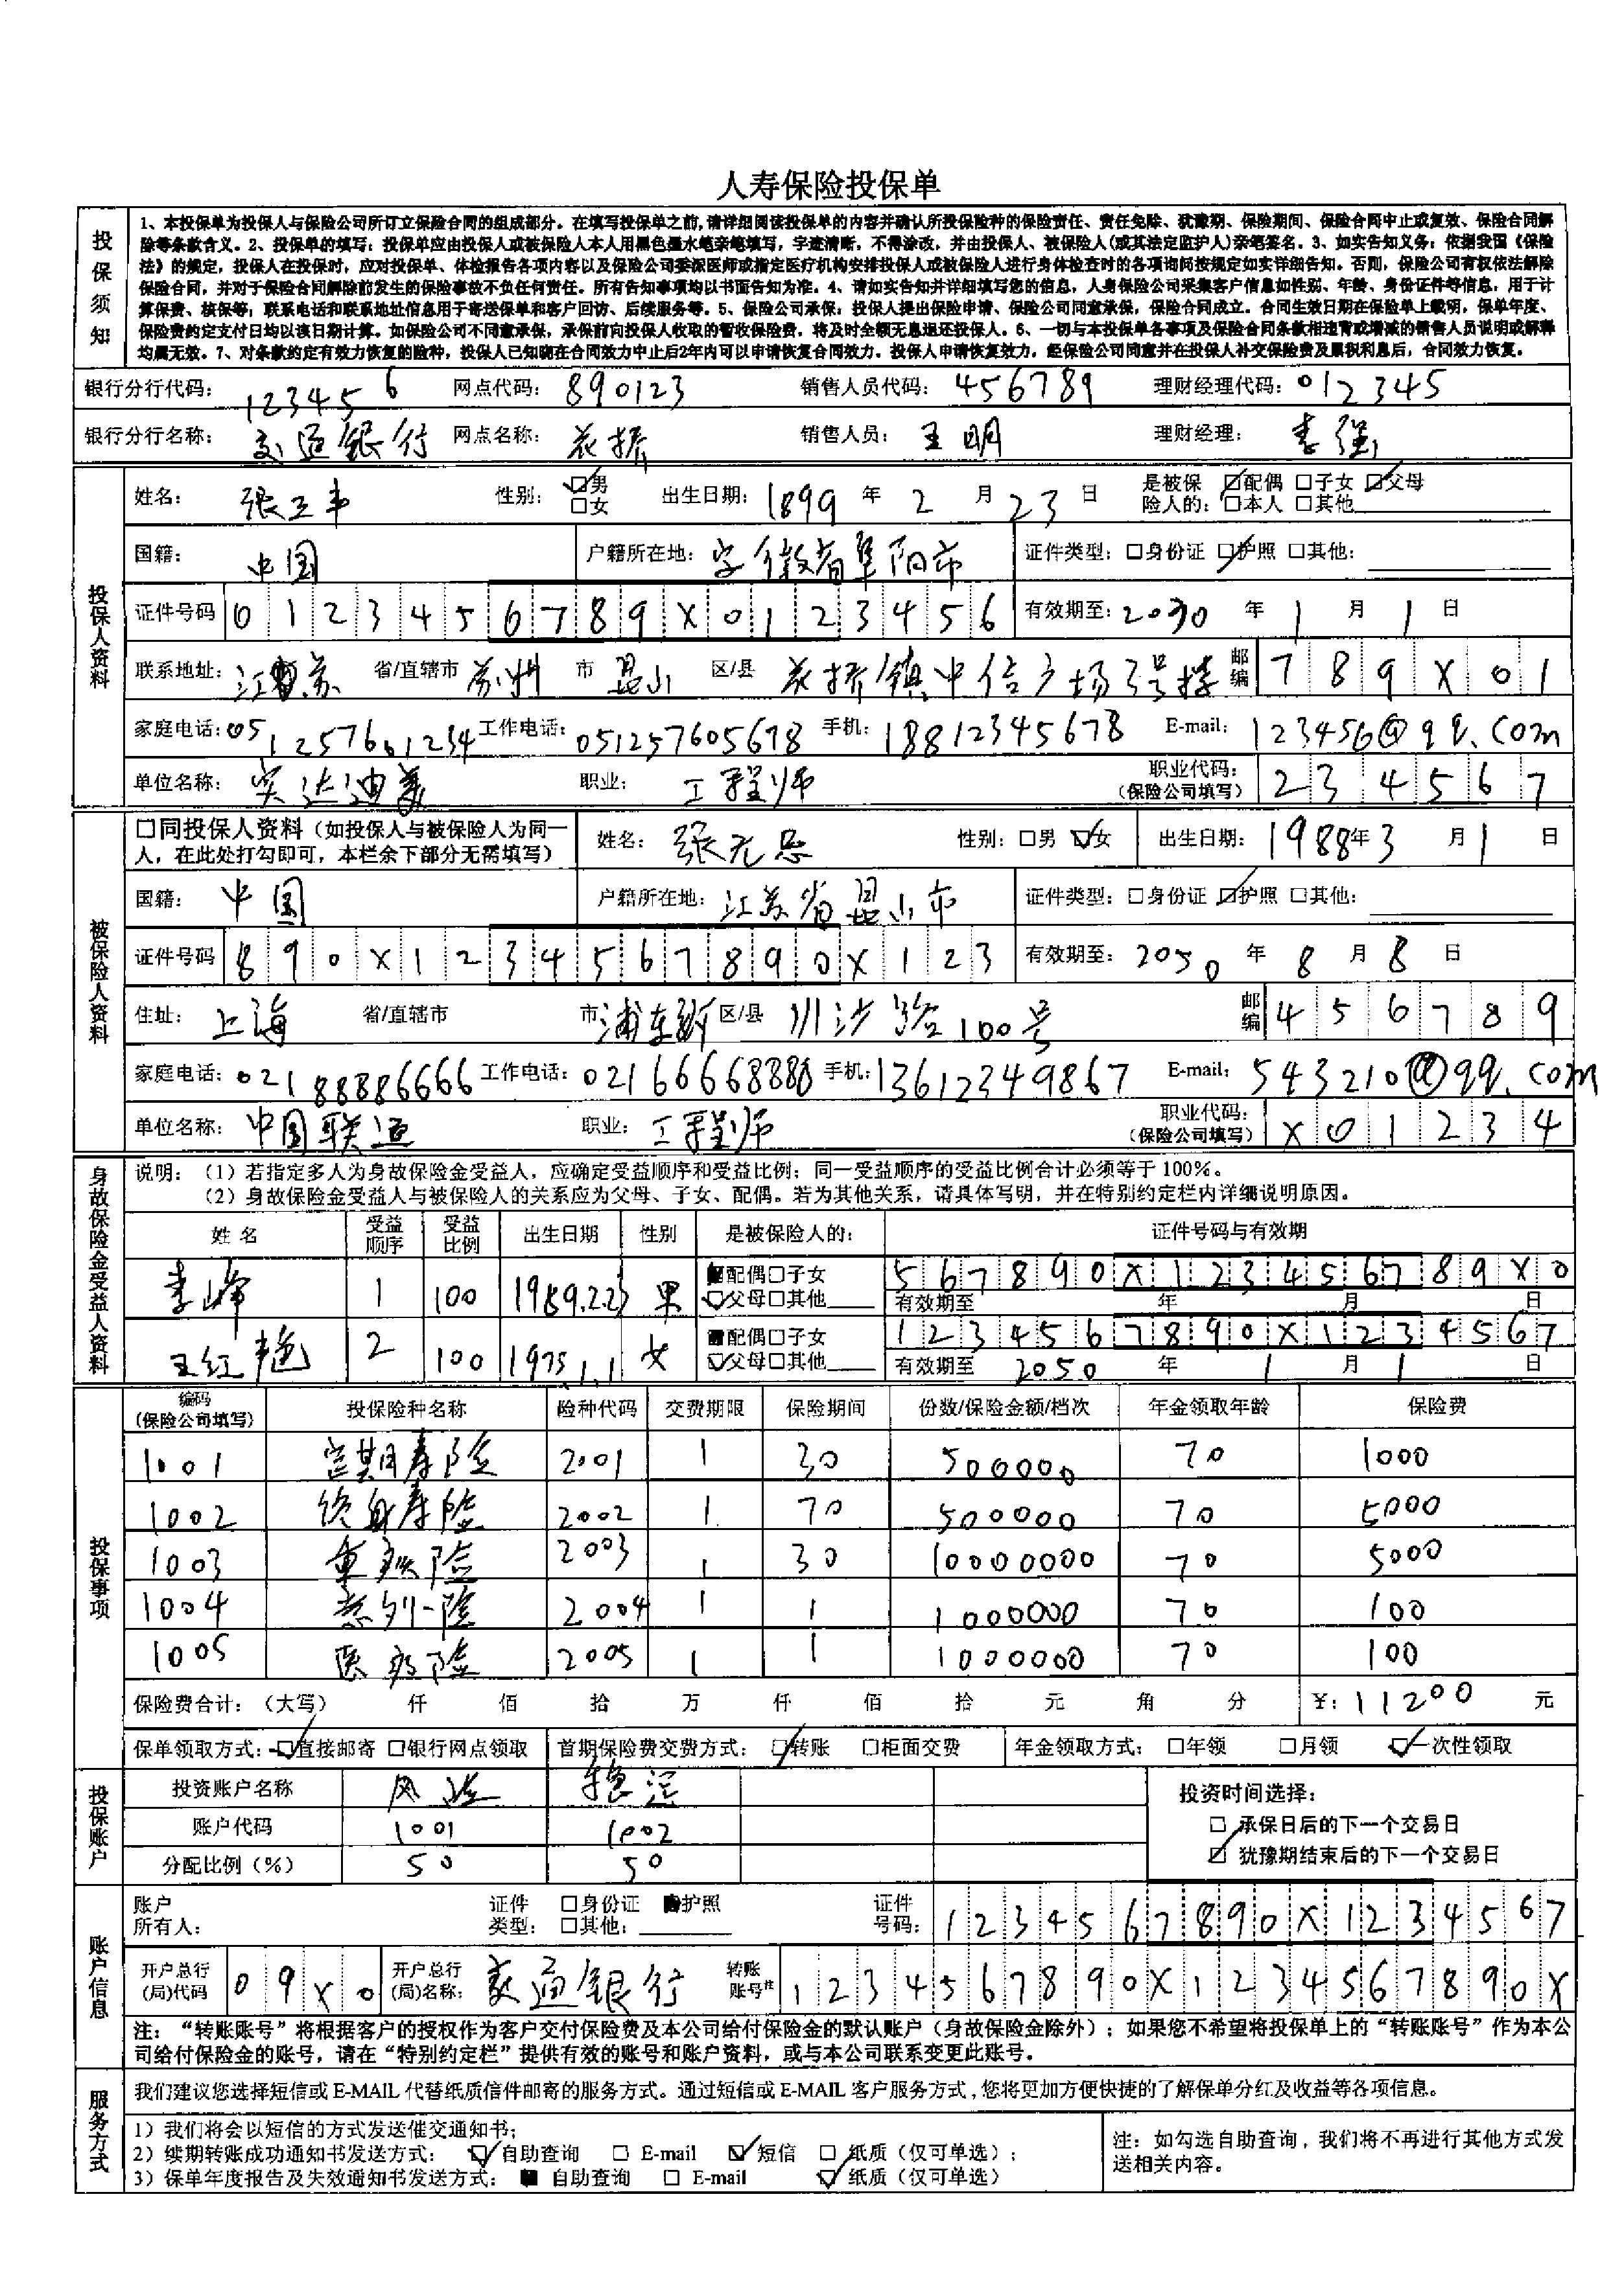 人寿保险投保单
投保须知
1、本投保单为投保人与保险公司所订立保险合同的组成部分。在填写投保单之前,请详细阅读投保单的内容并确认所投保险种的保险责任、责任免除、犹豫期、保险期间、保险合同中止或复效、保险合同解
除等条款含义。2、投保单的填写：投保单应由投保人或被保险人本人用黑色墨水笔亲笔填写，字迹清晰，不得涂改，并由投保人、被保险人(或其法定监护人)亲笔签名。3、如实告知义务：依据我国《保险
法》的规定，投保人在投保时，应对投保单、体检报告各项内容以及保险公司委派医师或指定医疗机构安排投保人或被保险人进行身体检查时的各项询问按规定如实详细告知。否则，保险公司有权依法解除
保险合同，并对于保险合同解除前发生的保险事故不负任何责任。所有告知事项均以书面告知为准。4、请如实告知并详细填写您的信息，人身保险公司采集客户信息如性别、年龄、身份证件等信息，用于计
算保费、核保等；联系电话和联系地址信息用于寄送保单和客户回访、后续服务等。5、保险公司承保：投保人提出保险申请、保险公司同意承保，保险合同成立。合同生效日期在保险单上载明，保单年度、
保险费约定支付日均以该日期计算。如保险公司不同意承保，承保前向投保人收取的暂收保险费，将及时全额无息退还投保人。6、一切与本投保单各事项及保险合同条款相违背或增减的销售人员说明或解释
均属无效。7、对条款约定有效力恢复的险种，投保人已知晓在合同效力中止后2年内可以申请恢复合同效力。投保人申请恢复效力，经保险公司同意并在投保人补交保险费及累积利息后，合同效力恢复。
银行分行代码：123456 网点代码：890123 销售人员代码：456789 理财经理代码：012345
银行分行名称：交通银行 网点名称：花桥 销售人员：王明 理财经理：李强
投保人资料
姓名：张三丰 性别：☑男 □女 出生日期：1899 年 2 月 23 日 是被保险人的：☑配偶 □子女 ☑父母 □本人 □其他
国籍：中国 户籍所在地：安徽省阜阳市 证件类型：□身份证 ☑护照 □其他：
证件号码 0123456789X0123456 有效期至：2030 年 1 月 1 日
联系地址：江苏 省/直辖市 苏州 市 昆山 区/县 花桥镇中信广场3号楼 邮编 789X01
家庭电话：051257601234 工作电话：051257605678 手机：18812345678 E-mail：123456@qq.com
单位名称：实达迪美 职业：工程师 职业代码：（保险公司填写） 234567
被保险人资料
□同投保人资料（如投保人与被保险人为同一人，在此处打勾即可，本栏余下部分无需填写） 姓名：张无忌 性别：□男 ☑女 出生日期：1988年3 月 1 日
国籍：中国 户籍所在地：江苏省昆山市 证件类型：□身份证 ☑护照 □其他：
证件号码 890X1234567890X123 有效期至：2050 年 8 月 8 日
住址：上海 省/直辖市 市 浦东新 区/县 川沙路100号 邮编 456789
家庭电话：02188886666 工作电话：02166668888 手机：13612349867 E-mail：543210@qq.com
单位名称：中国联通 职业：工程师 职业代码：（保险公司填写） X01234
身故保险金受益人资料
说明：（1）若指定多人为身故保险金受益人，应确定受益顺序和受益比例；同一受益顺序的受益比例合计必须等于100%。
（2）身故保险金受益人与被保险人的关系应为父母、子女、配偶。若为其他关系，请具体写明，并在特别约定栏内详细说明原因。
姓 名 受益顺序 受益比例 出生日期 性别 是被保险人的： 证件号码与有效期
李峰 1 100 1989.2.23 男 ■配偶□子女 ☑父母□其他 567890X123456789X0
有效期至 年 月 日
王红艳 2 100 1975.1.1 女 ■配偶□子女 ☑父母□其他 1234567890X1234567
有效期至 2050 年 1 月 1 日
投保事项
编码（保险公司填写） 投保险种名称 险种代码 交费期限 保险期间 份数/保险金额/档次 年金领取年龄 保险费
1001 定期寿险 2001 1 30 500000 70 1000
1002 终身寿险 2002 1 70 500000 70 5000
1003 重疾险 2003 1 30 10000000 70 5000
1004 意外险 2004 1 1 1000000 70 100
1005 医疗险 2005 1 1 1000000 70 100
保险费合计：（大写） 仟 佰 拾 万 仟 佰 拾 元 角 分 ¥：11200 元
保单领取方式：☑直接邮寄 □银行网点领取 首期保险费交费方式：☑转账 □柜面交费 年金领取方式：□年领 □月领 ☑一次性领取
投保账户
投资账户名称 风险 稳定 投资时间选择：
账户代码 1001 1002 □ 承保日后的下一个交易日
分配比例（%） 50 50 ☑ 犹豫期结束后的下一个交易日
账户信息
账户所有人： 证件类型：□身份证 ■护照 □其他： 证件号码：1234567890X1234567
开户总行(局)代码 09X0 开户总行(局)名称：交通银行 转账账号注 1234567890X1234567890X
注：“转账账号”将根据客户的授权作为客户交付保险费及本公司给付保险金的默认账户（身故保险金除外）；如果您不希望将投保单上的“转账账号”作为本公
司给付保险金的账号，请在“特别约定栏”提供有效的账号和账户资料，或与本公司联系变更此账号。
服务方式
我们建议您选择短信或 E-MAIL 代替纸质信件邮寄的服务方式。通过短信或 E-MAIL 客户服务方式,您将更加方便快捷的了解保单分红及收益等各项信息。
1）我们将会以短信的方式发送催交通知书；
2）续期转账成功通知书发送方式：☑自助查询 □ E-mail ☑短信 □ 纸质（仅可单选）；
3）保单年度报告及失效通知书发送方式：■ 自助查询 □ E-mail ☑纸质（仅可单选）
注：如勾选自助查询，我们将不再进行其他方式发
送相关内容。